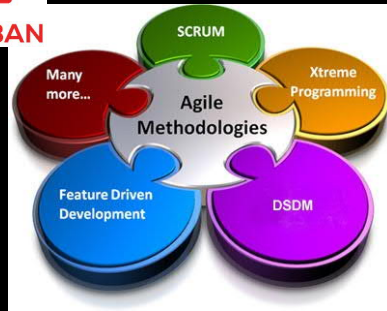 BAN
SCRUM
Many
more...
Xtreme
Programming
Agile
Methodologies
Feature Driven
Development
DSDM